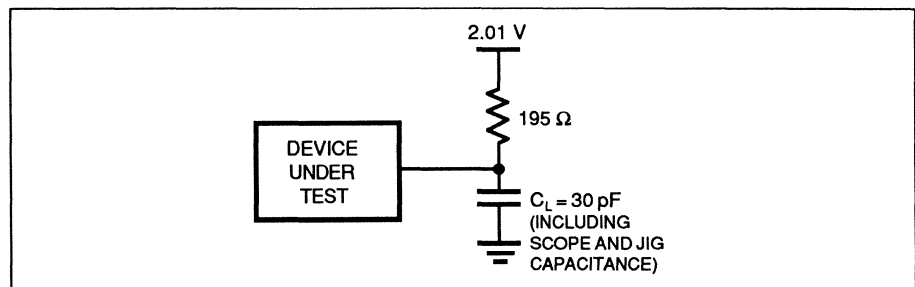 2.01 V
195 Ω
DEVICE
UNDER
TEST
C_L = 30 pF
(INCLUDING
SCOPE AND JIG
CAPACITANCE)